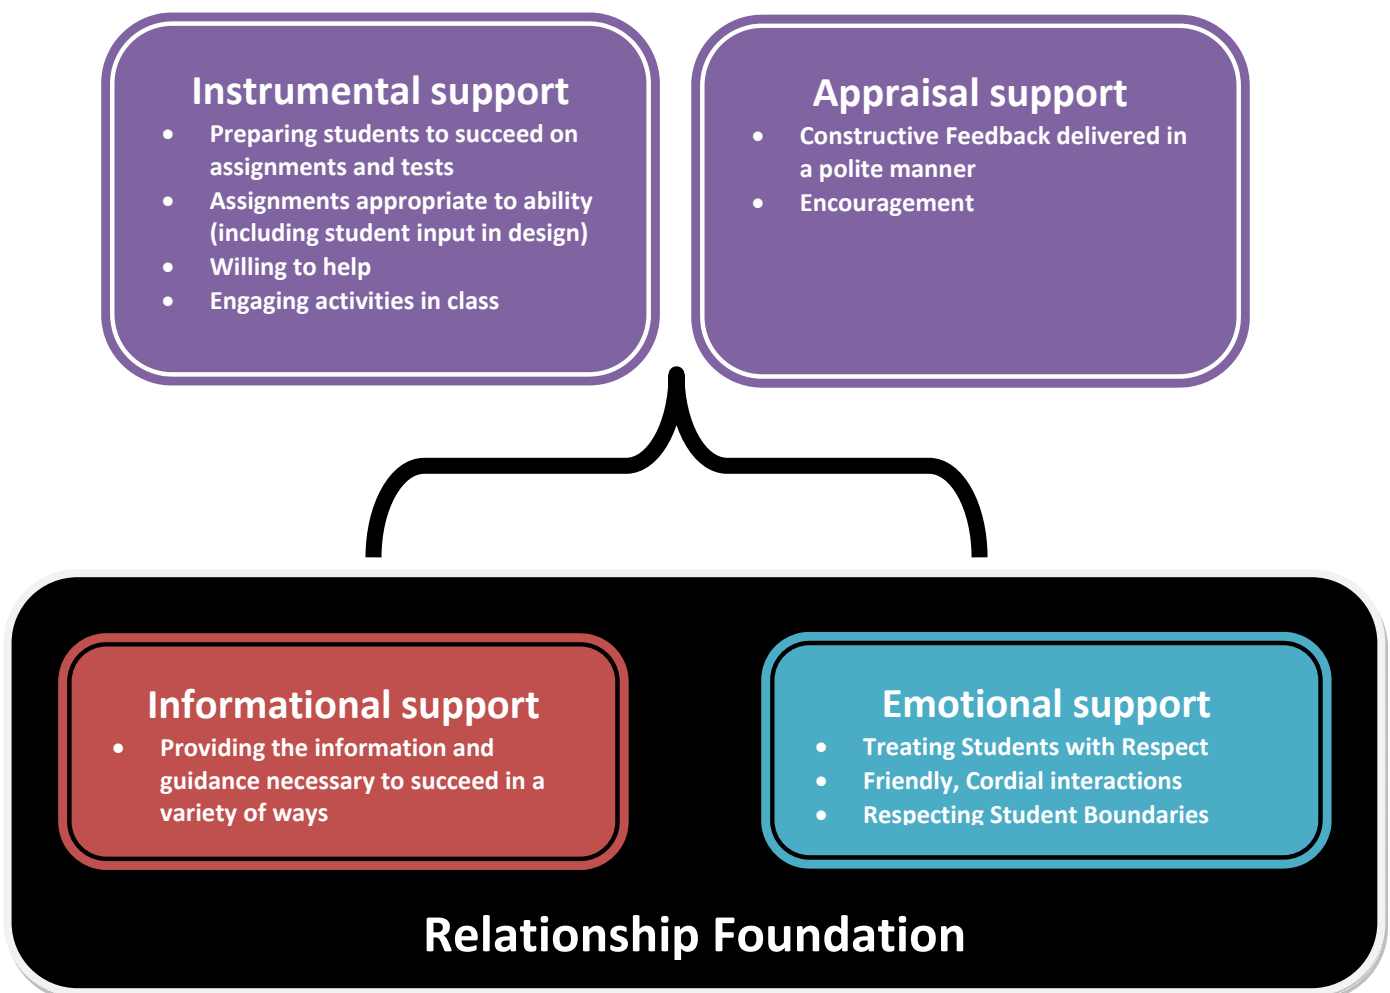 Instrumental support
• Preparing students to succeed on
assignments and tests
• Assignments appropriate to ability
(including student input in design)
• Willing to help
• Engaging activities in class
Appraisal support
• Constructive Feedback delivered in
a polite manner
• Encouragement
Informational support
• Providing the information and
guidance necessary to succeed in a
variety of ways
Emotional support
• Treating Students with Respect
• Friendly, Cordial interactions
• Respecting Student Boundaries
Relationship Foundation